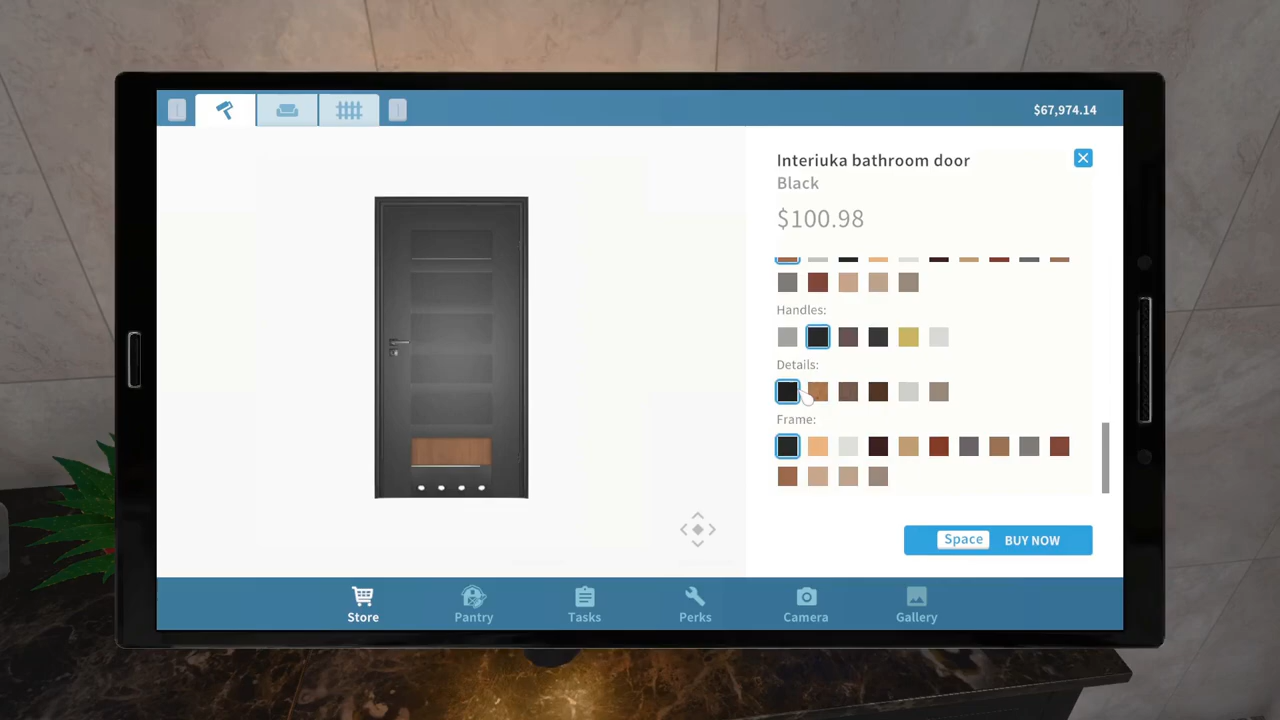 $67,974.14
Interiuka bathroom door
Black
$100.98
Handles:
Details:
Frame:
Space BUY NOW
Store Pantry Tasks Perks Camera Gallery